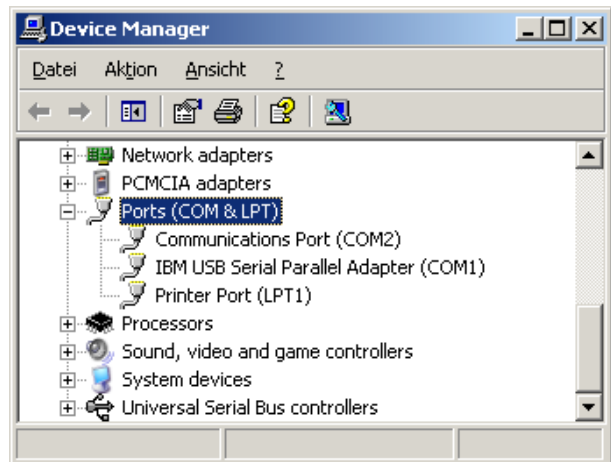 Device Manager
Datei Aktion Ansicht ?
Network adapters
PCMCIA adapters
Ports (COM & LPT)
Communications Port (COM2)
IBM USB Serial Parallel Adapter (COM1)
Printer Port (LPT1)
Processors
Sound, video and game controllers
System devices
Universal Serial Bus controllers